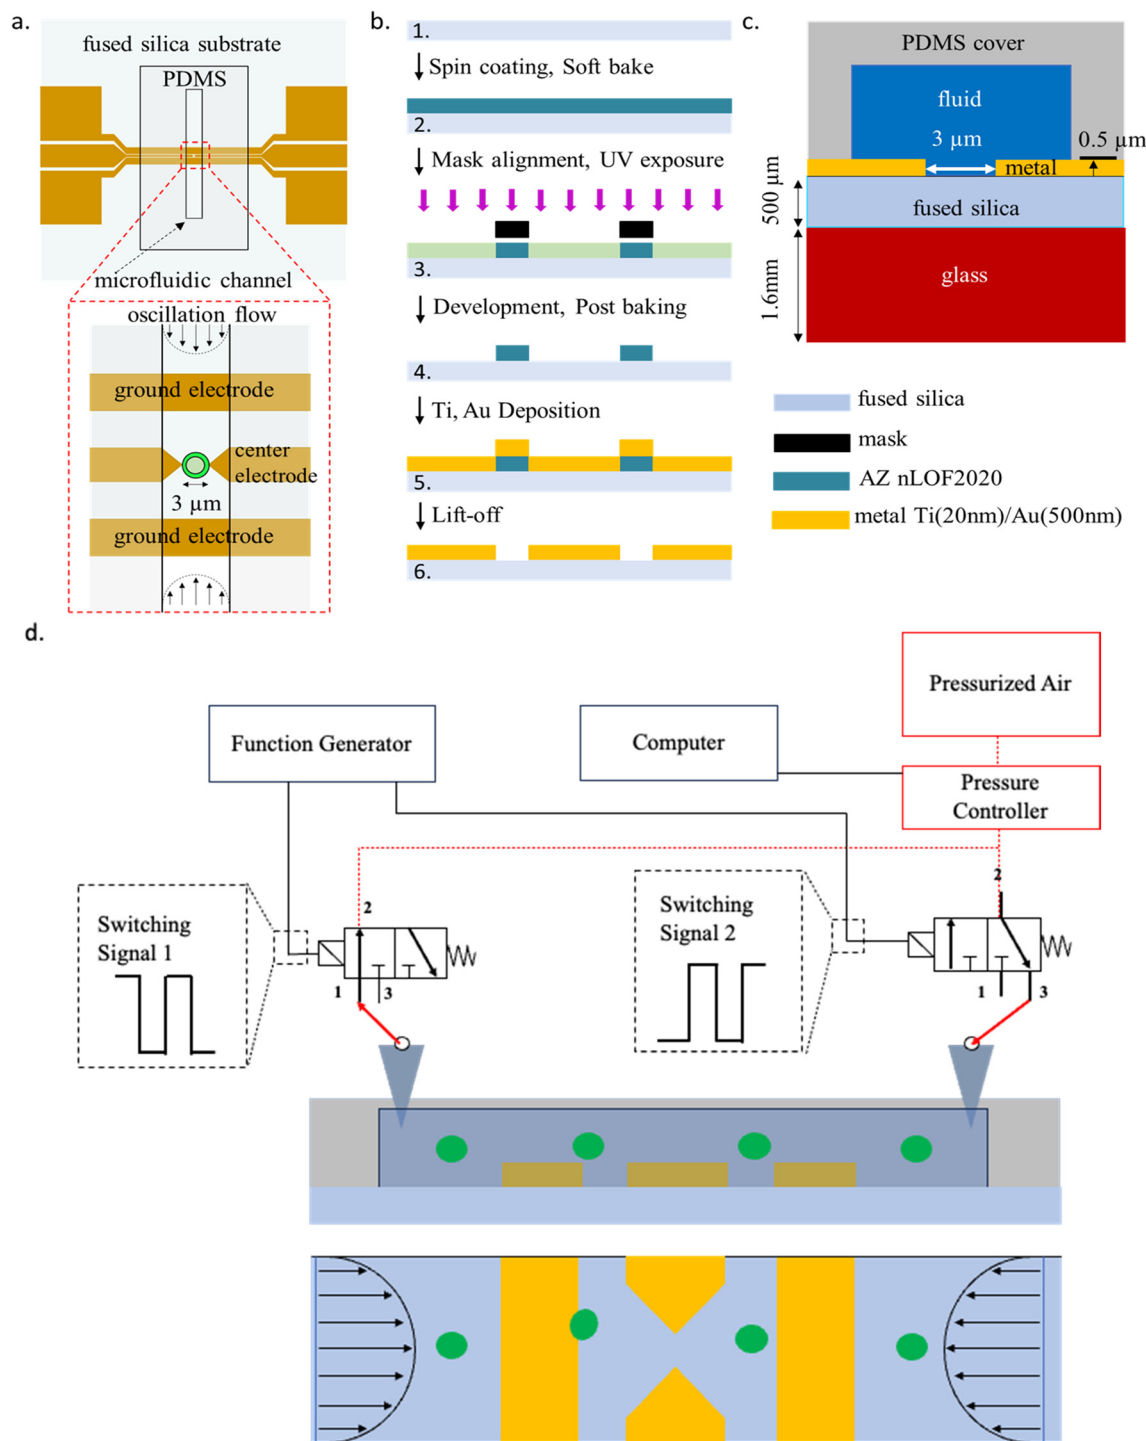 a.
fused silica substrate
PDMS
microfluidic channel
oscillation flow
ground electrode
center
electrode
3 µm
ground electrode
b.
1.
Spin coating, Soft bake
2.
Mask alignment, UV exposure
3.
Development, Post baking
4.
Ti, Au Deposition
5.
Lift-off
6.
c.
PDMS cover
fluid
3 µm
0.5 µm
metal
500 µm
fused silica
1.6mm
glass
fused silica
mask
AZ nLOF2020
metal Ti(20nm)/Au(500nm)
d.
Pressurized Air
Function Generator
Computer
Pressure
Controller
Switching
Signal 1
2
1
3
Switching
Signal 2
2
1
3